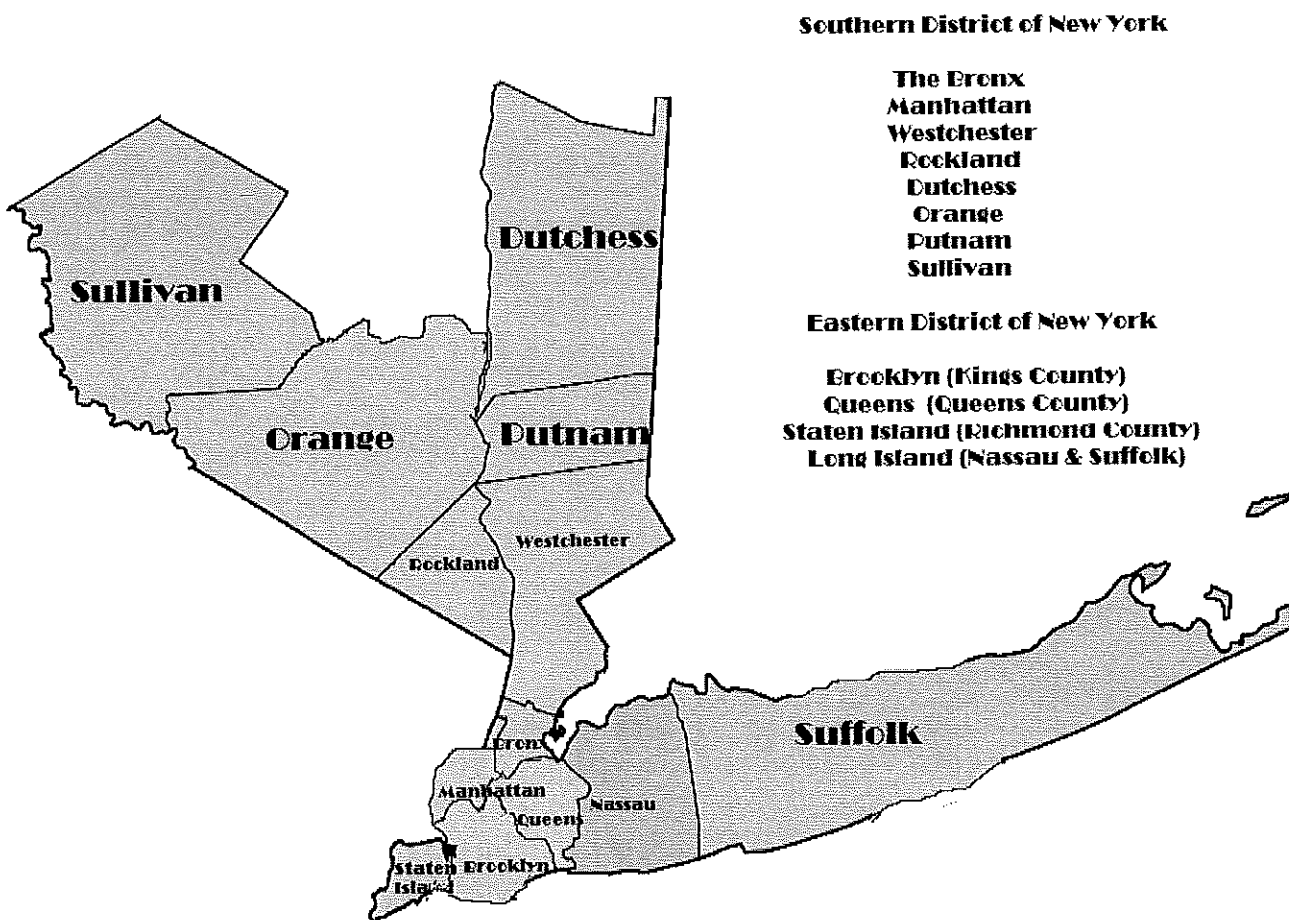 Southern District of New York
The Bronx
Manhattan
Westchester
Rockland
Dutchess
Orange
Putnam
Sullivan
Eastern District of New York
Brooklyn (Kings County)
Queens (Queens County)
Staten Island (Richmond County)
Long Island (Nassau & Suffolk)
Dutchess
Sullivan
Orange
Putnam
Westchester
Rockland
Suffolk
Bronx
Manhattan
Nassau
Queens
Staten
Island
Brooklyn